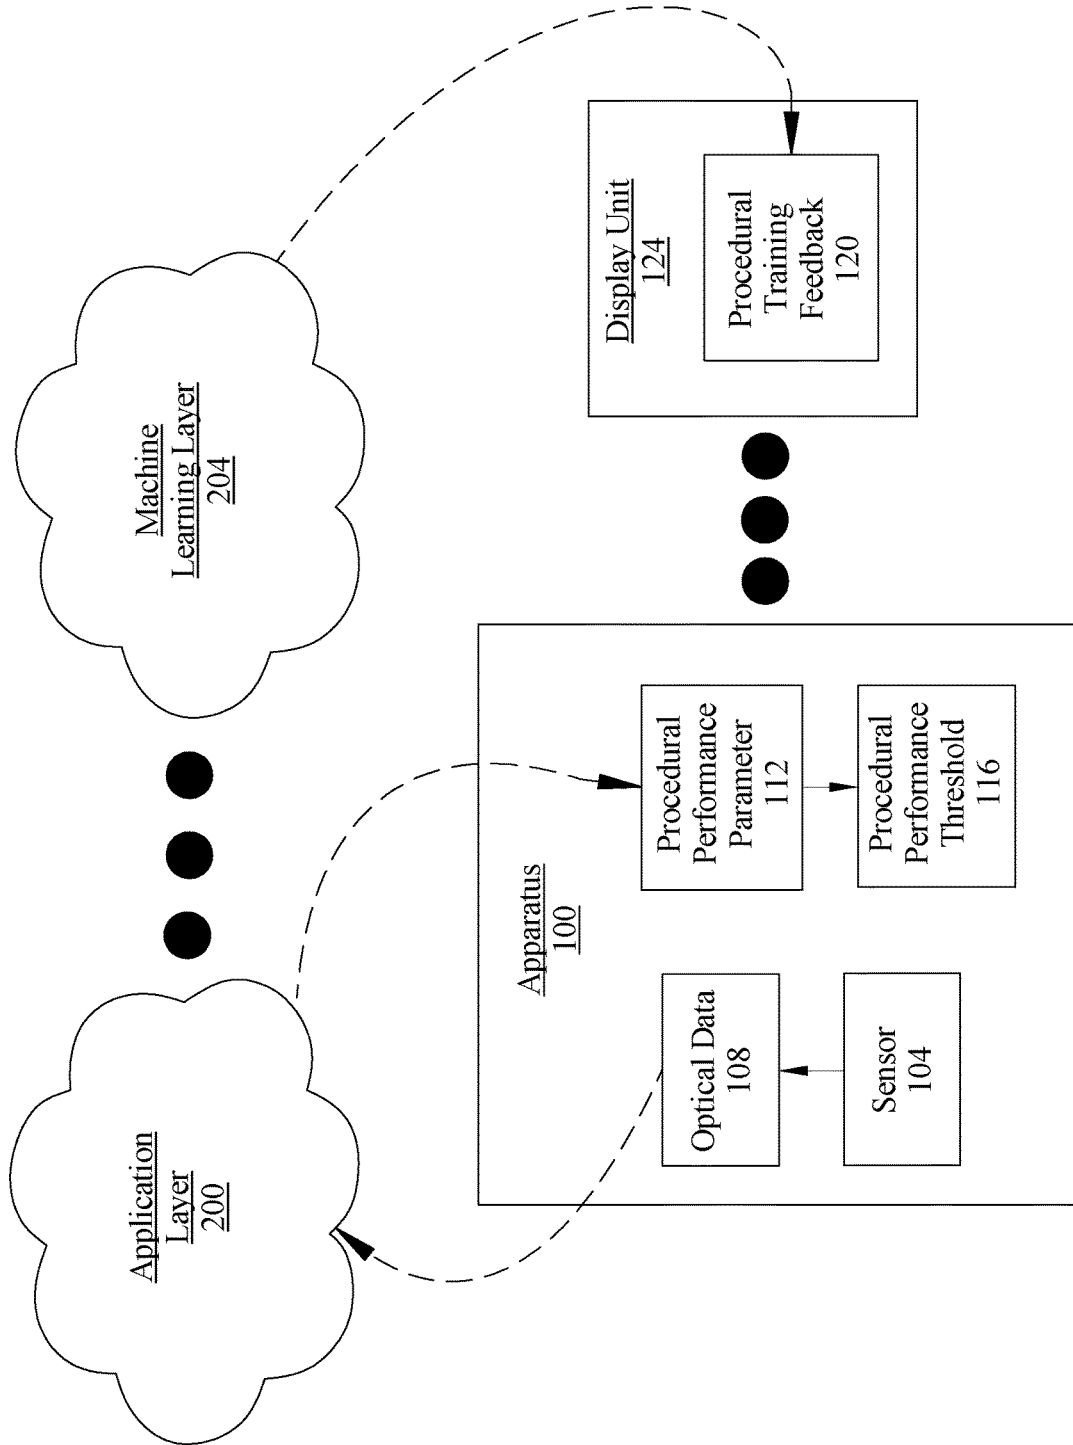 Application
Layer
200
Machine
Learning Layer
204
Apparatus
100
Optical Data
108
Sensor
104
Procedural
Performance
Parameter
112
Procedural
Performance
Threshold
116
Display Unit
124
Procedural
Training
Feedback
120